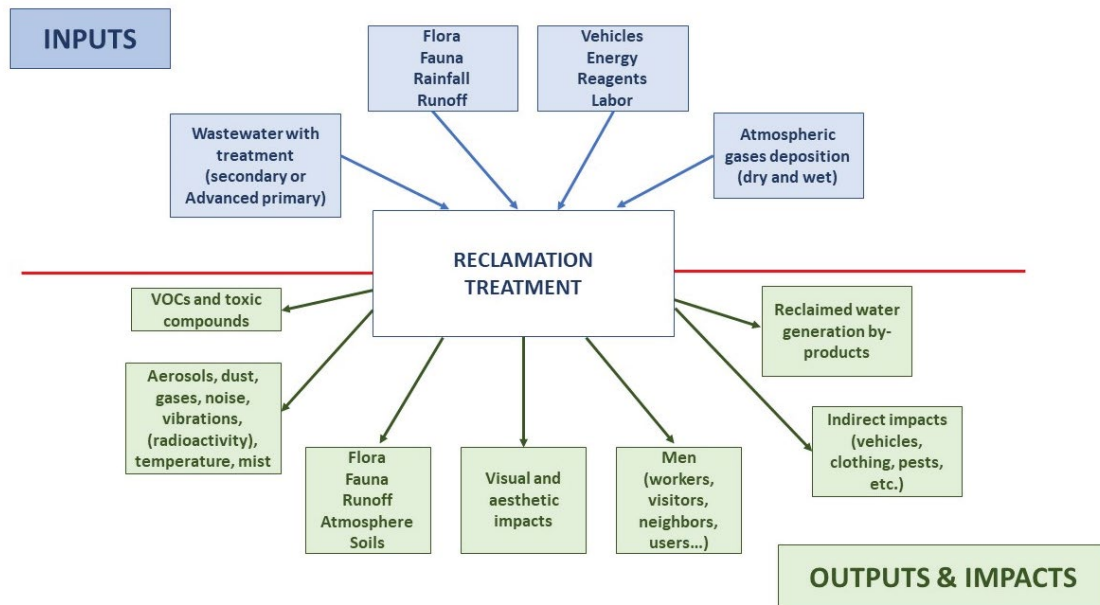 INPUTS
Flora
Fauna
Rainfall
Runoff
Vehicles
Energy
Reagents
Labor
Wastewater with
treatment
(secondary or
Advanced primary)
Atmospheric
gases deposition
(dry and wet)
RECLAMATION
TREATMENT
VOCs and toxic
compounds
Reclaimed water
generation by-
products
Aerosols, dust,
gases, noise,
vibrations,
(radioactivity),
temperature, mist
Flora
Fauna
Runoff
Atmosphere
Soils
Visual and
aesthetic
impacts
Men
(workers,
visitors,
neighbors,
users...)
Indirect impacts
(vehicles,
clothing, pests,
etc.)
OUTPUTS & IMPACTS